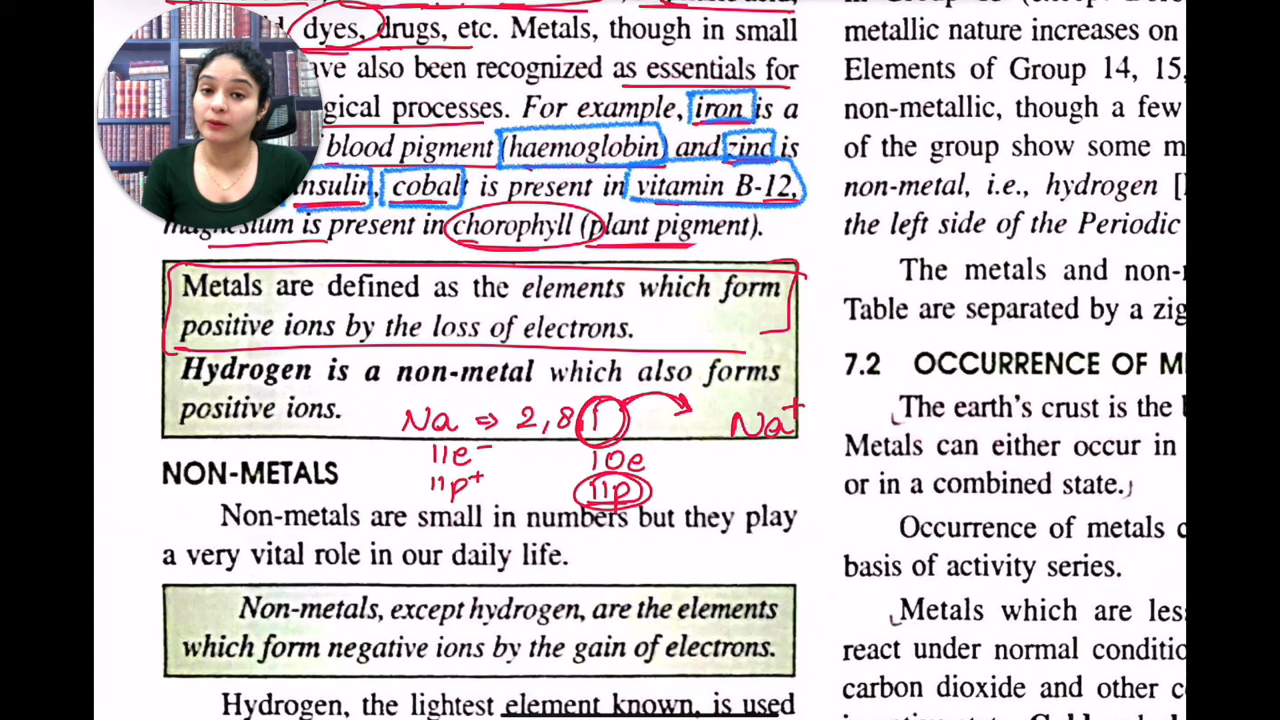 dyes, drugs, etc. Metals, though in small
ave also been recognized as essentials for
gical processes. For example, iron is a
blood pigment (haemoglobin) and zinc is
insulin, cobalt is present in vitamin B-12,
magnesium is present in chorophyll (plant pigment).
Metals are defined as the elements which form
positive ions by the loss of electrons.
Hydrogen is a non-metal which also forms
positive ions.
Na ⇒ 2, 8, 1
Na+
11e-
10e
11p+
11p
NON-METALS
Non-metals are small in numbers but they play
a very vital role in our daily life.
Non-metals, except hydrogen, are the elements
which form negative ions by the gain of electrons.
Hydrogen, the lightest element known, is used
metallic nature increases on
Elements of Group 14, 15,
non-metallic, though a few
of the group show some m
non-metal, i.e., hydrogen [
the left side of the Periodic
The metals and non-
Table are separated by a zig
7.2 OCCURRENCE OF M
The earth's crust is the
Metals can either occur in
or in a combined state.
Occurrence of metals c
basis of activity series.
Metals which are les
react under normal conditio
carbon dioxide and other c